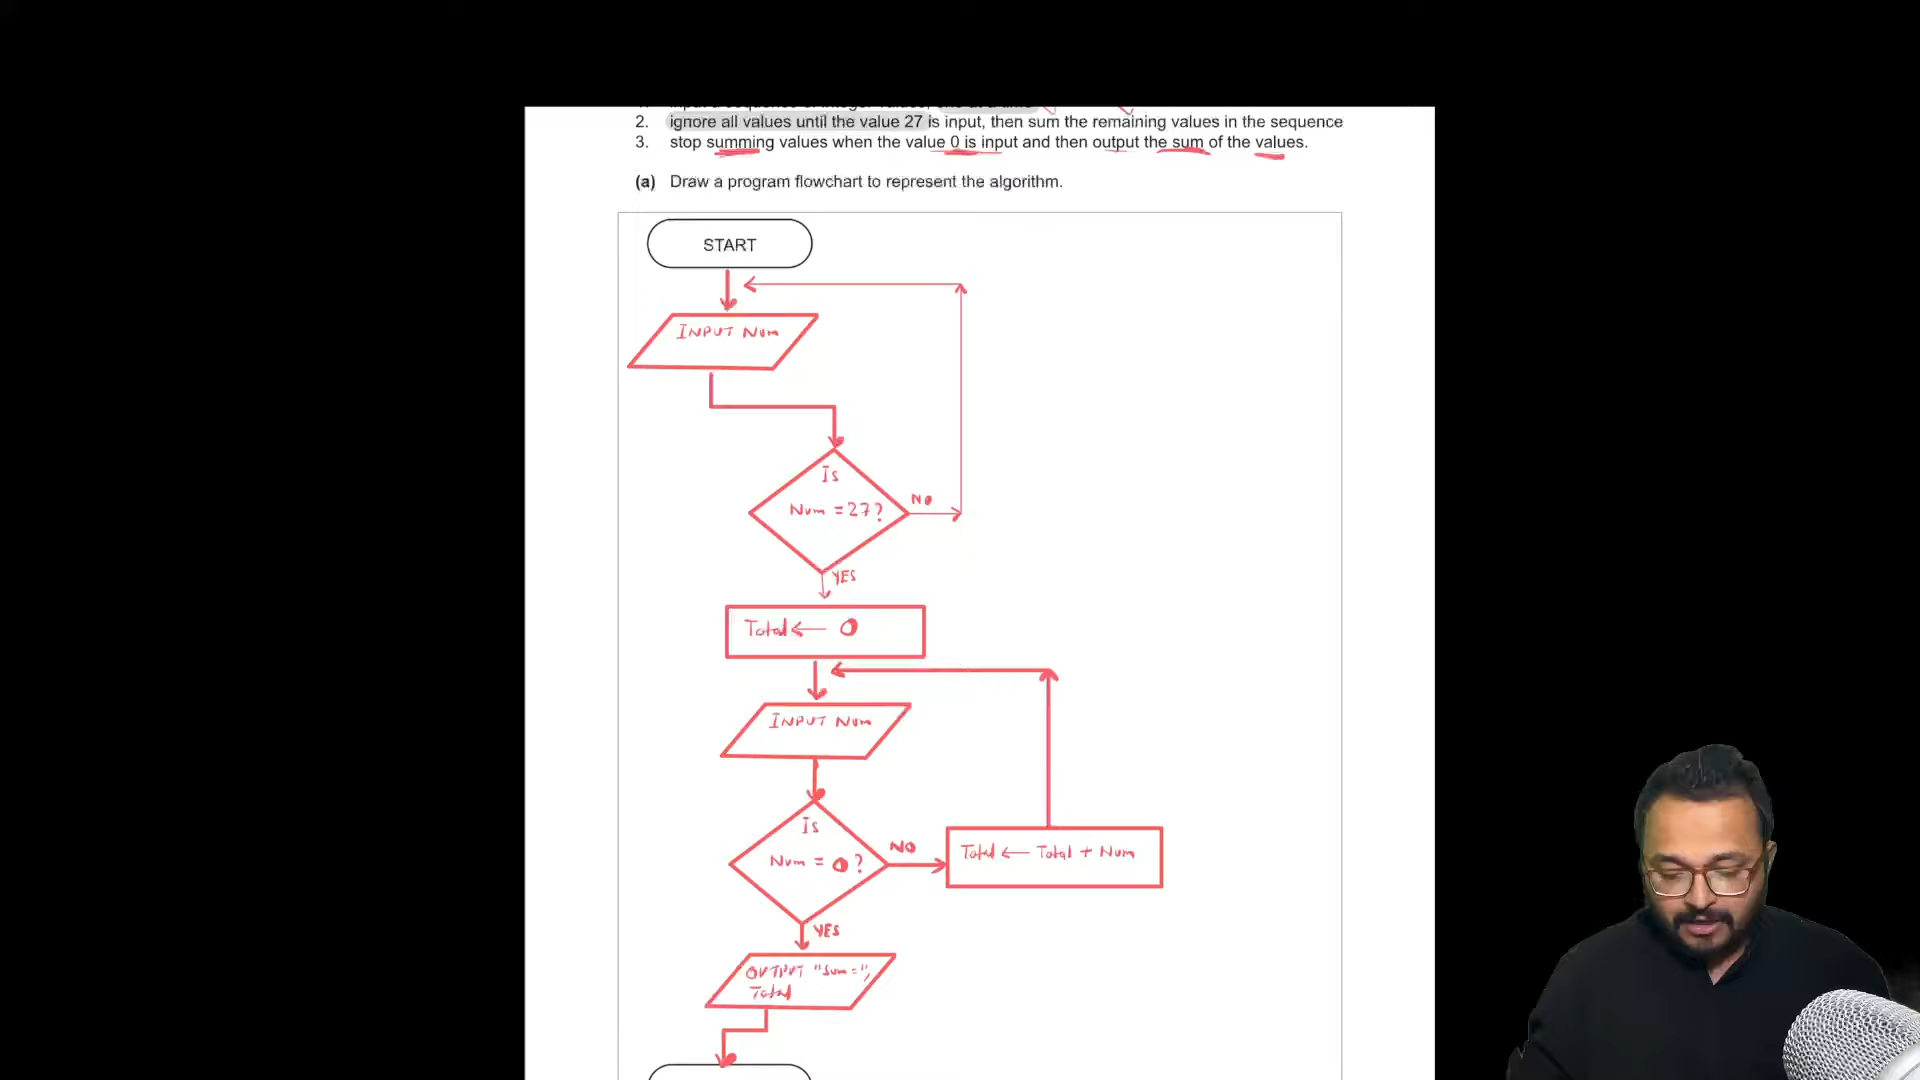 2. ignore all values until the value 27 is input, then sum the remaining values in the sequence
3. stop summing values when the value 0 is input and then output the sum of the values.
(a) Draw a program flowchart to represent the algorithm.
START
INPUT Num
Is
Num = 27?
NO
YES
Total ← 0
INPUT Num
Is
Num = 0?
NO
Total ← Total + Num
YES
OUTPUT "Sum=",
Total